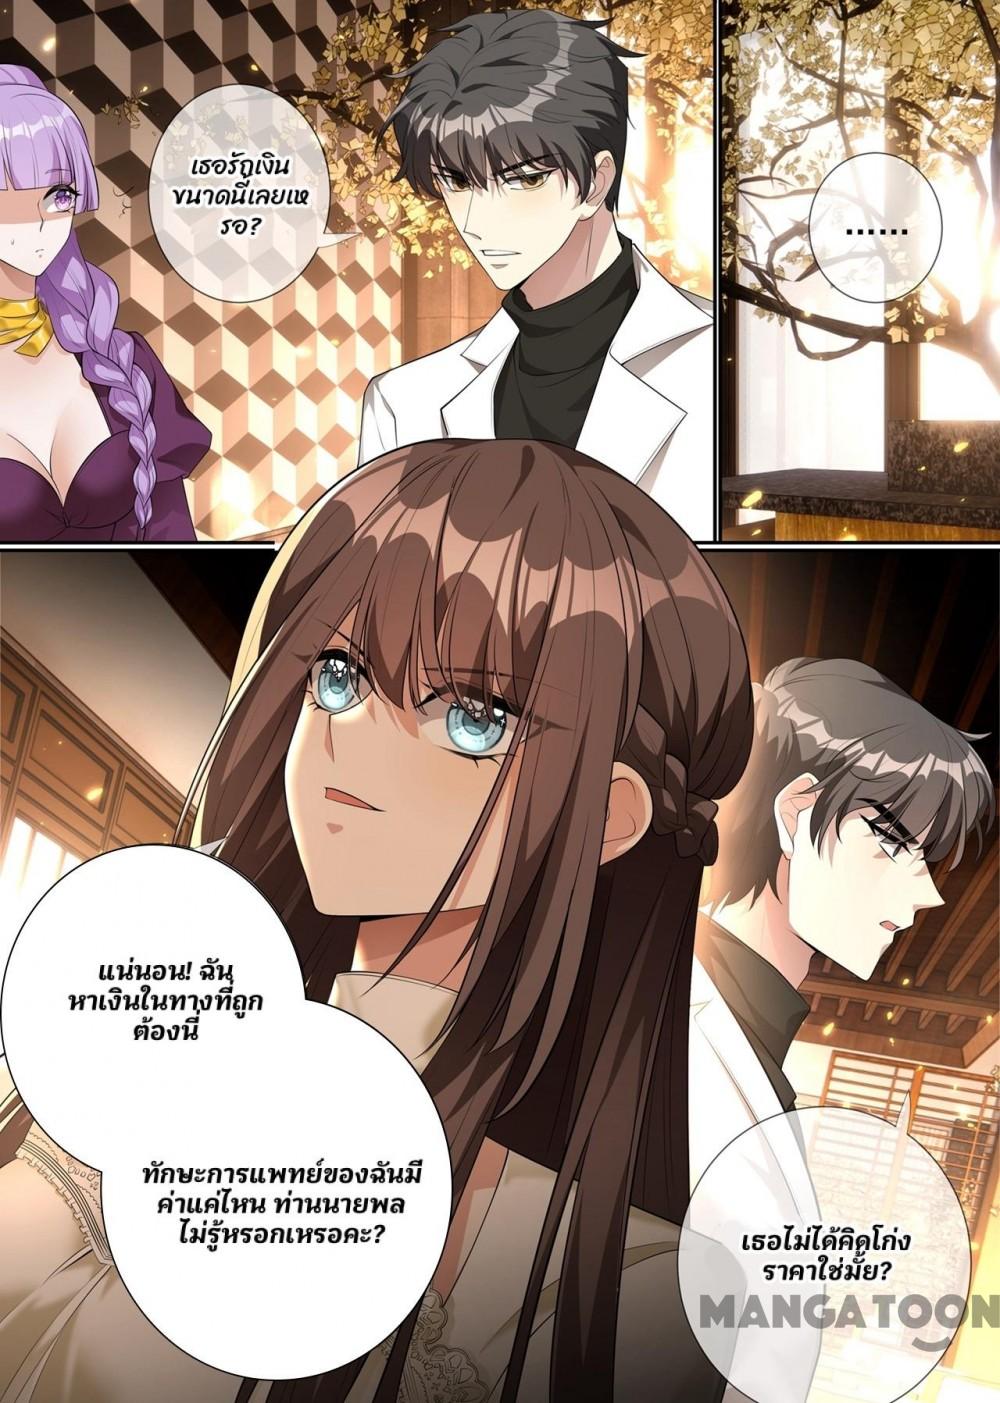 เธอรักเงิน
ขนาดนี้เลยเห
รอ?
......
แน่นอน! ฉัน
หาเงินในทางที่ถูก
ต้องนี่
ทักษะการแพทย์ของฉันมี
ค่าแค่ไหน ท่านนายพล
ไม่รู้หรอกเหรอคะ?
เธอไม่ได้คิดโก่ง
ราคาใช่มั้ย?
MANGATOON